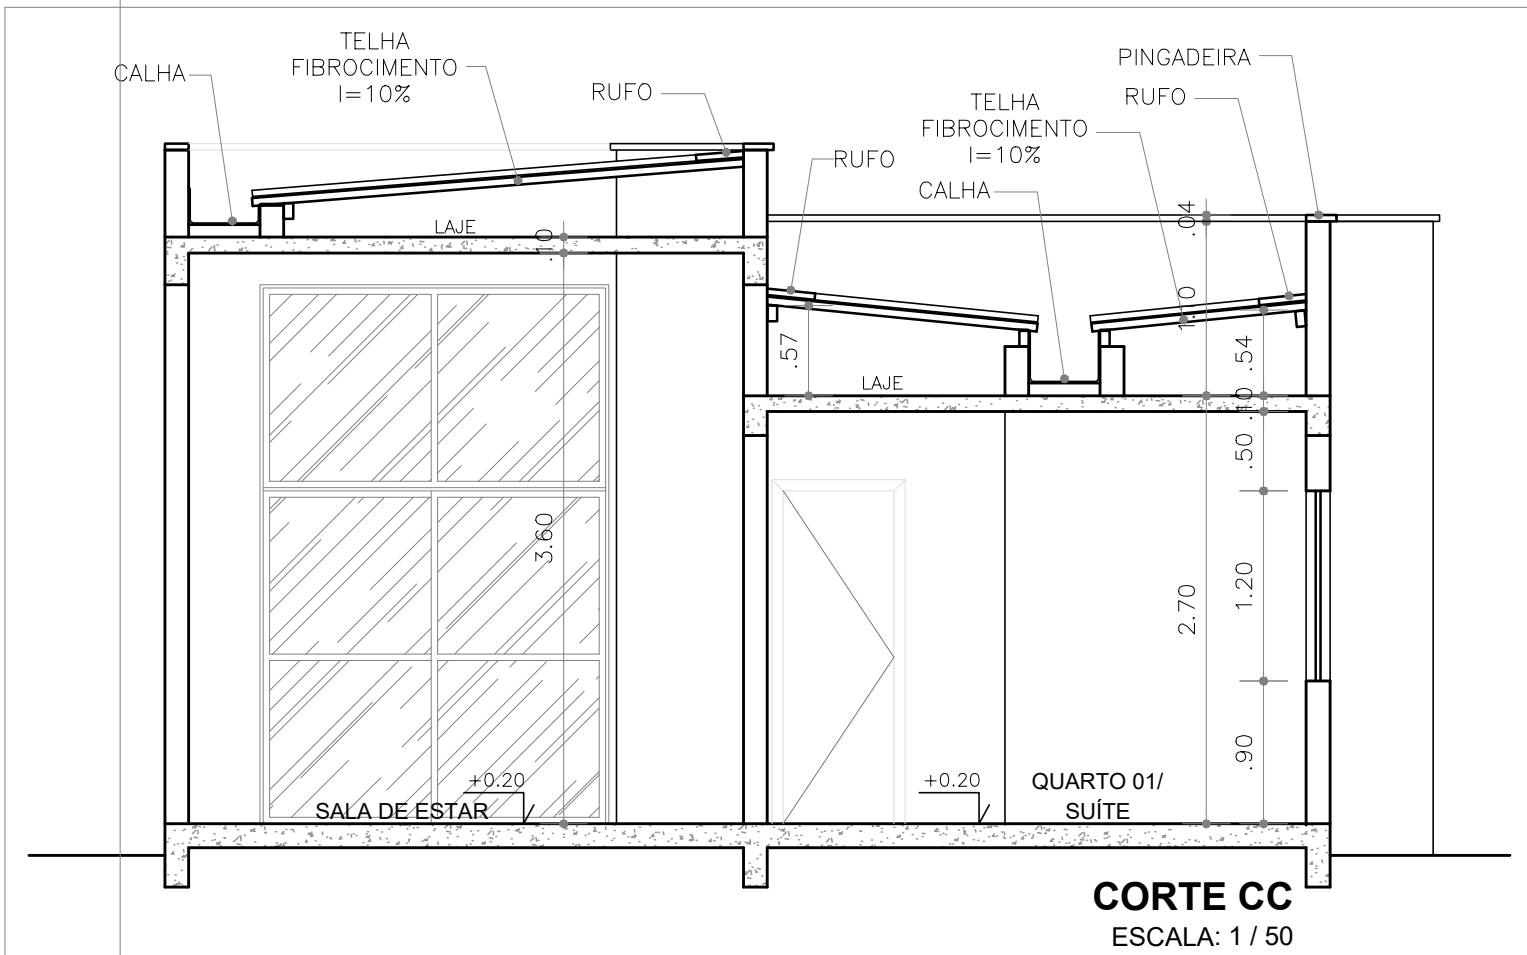 TELHA
FIBROCIMENTO
I=10%
CALHA
RUFO
PINGADEIRA
RUFO
TELHA
FIBROCIMENTO
I=10%
RUFO
CALHA
LAJE
.10
.04
1.10
.57
.54
LAJE
.10
.50
3.60
1.20
2.70
.90
+0.20
SALA DE ESTAR
+0.20
QUARTO 01/
SUÍTE
CORTE CC
ESCALA: 1 / 50